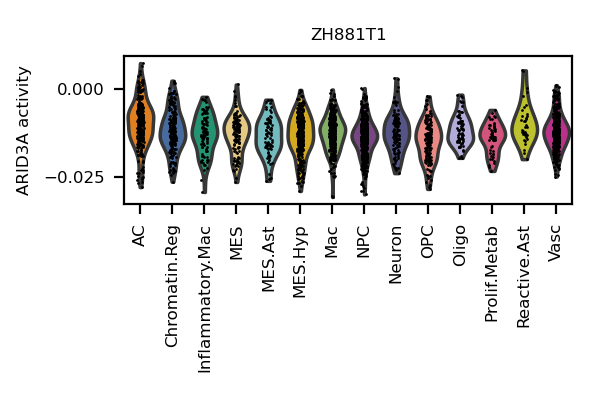 ZH881T1
ARID3A activity
0.000
−0.025
AC
Chromatin.Reg
Inflammatory.Mac
MES
MES.Ast
MES.Hyp
Mac
NPC
Neuron
OPC
Oligo
Prolif.Metab
Reactive.Ast
Vasc